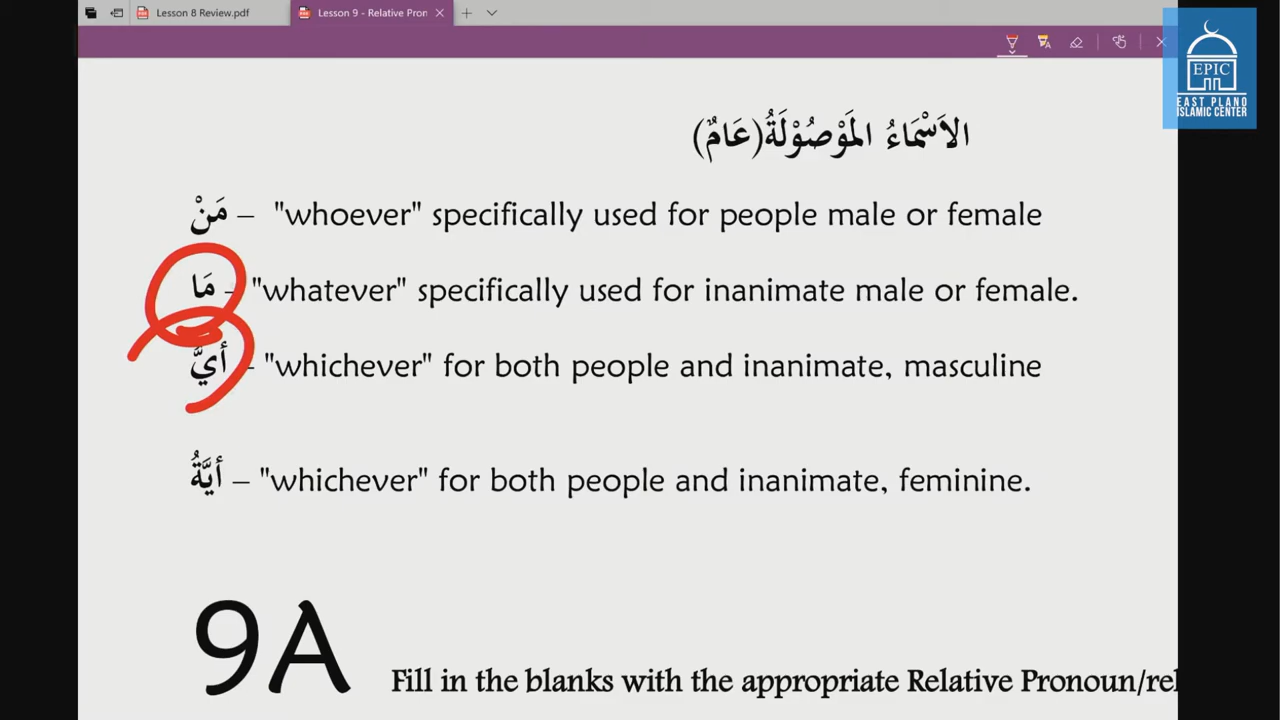 Lesson 8 Review.pdf
Lesson 9 - Relative Pron
EPIC
EAST PLANO
ISLAMIC CENTER
الاَسْمَاءُ المَوْصُوْلَةُ(عَامٌ)
مَنْ – "whoever" specifically used for people male or female
مَا – "whatever" specifically used for inanimate male or female.
أيَُّ – "whichever" for both people and inanimate, masculine
أيَّةُ – "whichever" for both people and inanimate, feminine.
9A
Fill in the blanks with the appropriate Relative Pronoun/rel